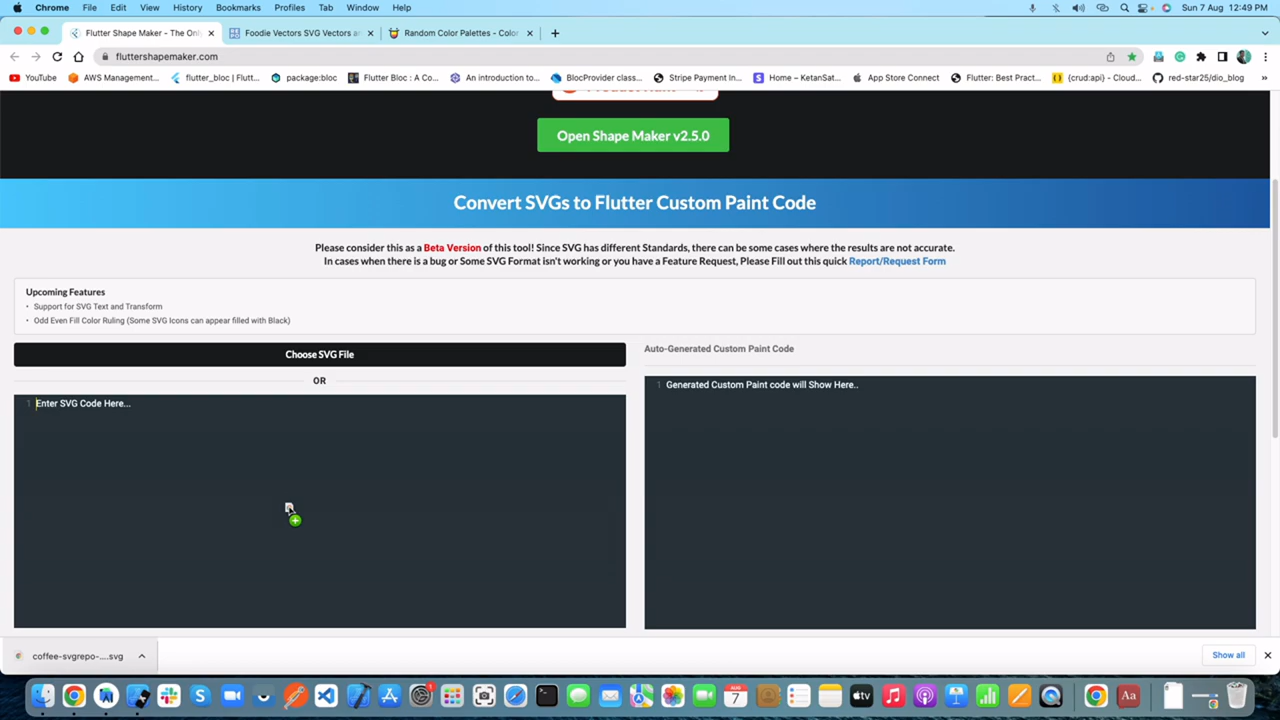 Chrome File Edit View History Bookmarks Profiles Tab Window Help Sun 7 Aug 12:49 PM
Flutter Shape Maker - The Onl Foodie Vectors SVG Vectors a Random Color Palettes - Color
fluttershapemaker.com
YouTube AWS Management... flutter_bloc | Flutt... package:bloc Flutter Bloc : A Co... An introduction to... BlocProvider class... Stripe Payment In... Home – KetanSat... App Store Connect Flutter: Best Pract... {crud:api} - Cloud... red-star25/dio_blog »
Open Shape Maker v2.5.0
Convert SVGs to Flutter Custom Paint Code
Please consider this as a Beta Version of this tool! Since SVG has different Standards, there can be some cases where the results are not accurate.
In cases when there is a bug or Some SVG Format isn't working or you have a Feature Request, Please Fill out this quick Report/Request Form
Upcoming Features
• Support for SVG Text and Transform
• Odd Even Fill Color Ruling (Some SVG Icons can appear filled with Black)
Choose SVG File
Auto-Generated Custom Paint Code
OR
1 Generated Custom Paint code will Show Here..
1 Enter SVG Code Here...
coffee-svgrepo-....svg
Show all
AUG
7
tv
Aa